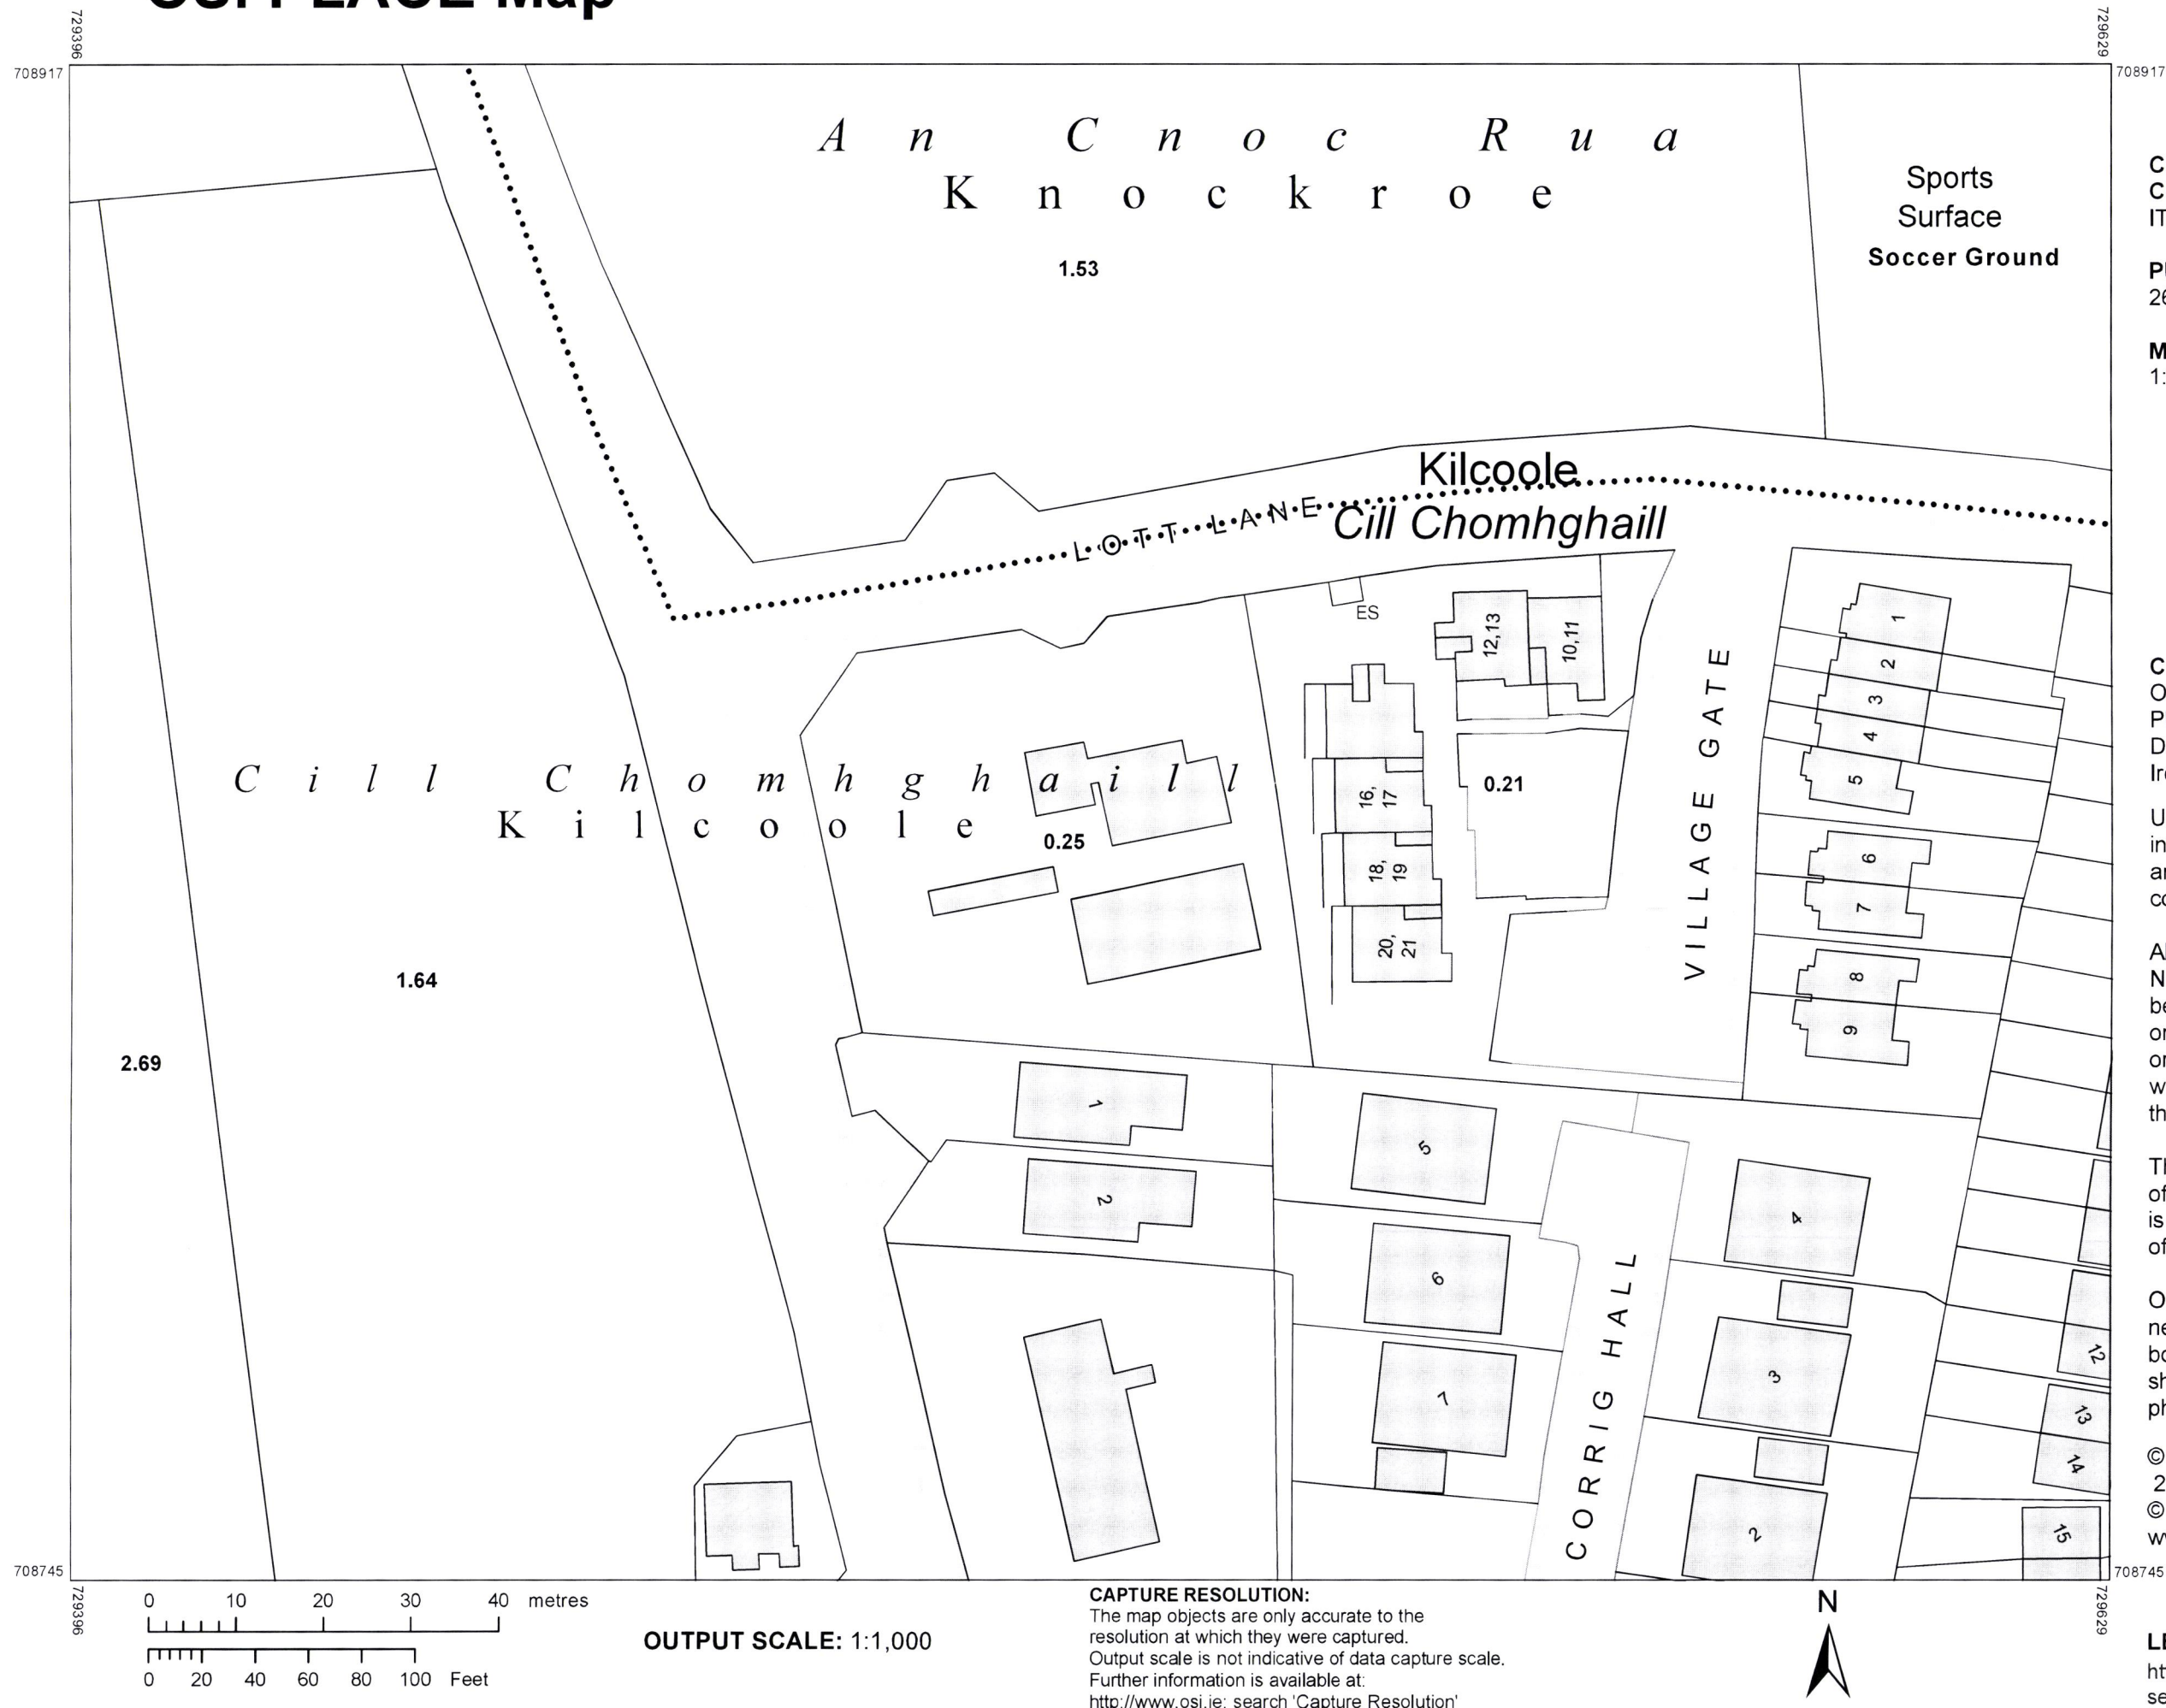 Map
729396
729629
708917
708917
An Cnoc Rua
Knockroe
1.53
Sports
Surface
Soccer Ground
Kilcoole
LOTT LANE
Cill Chomhghaill
ES
12,13
10,11
1
2
3
4
5
6
7
8
9
VILLAGE GATE
16,
17
18,
19
20,
21
0.21
Cill Chomhghaill
Kilcoole
0.25
1.64
2.69
1
2
5
6
7
4
3
2
CORRIG HALL
12
13
14
15
708745
708745
729396
729629
0 10 20 30 40 metres
0 20 40 60 80 100 Feet
OUTPUT SCALE: 1:1,000
CAPTURE RESOLUTION:
The map objects are only accurate to the
resolution at which they were captured.
Output scale is not indicative of data capture scale.
Further information is available at:
http://www.osi.ie; search 'Capture Resolution'
N